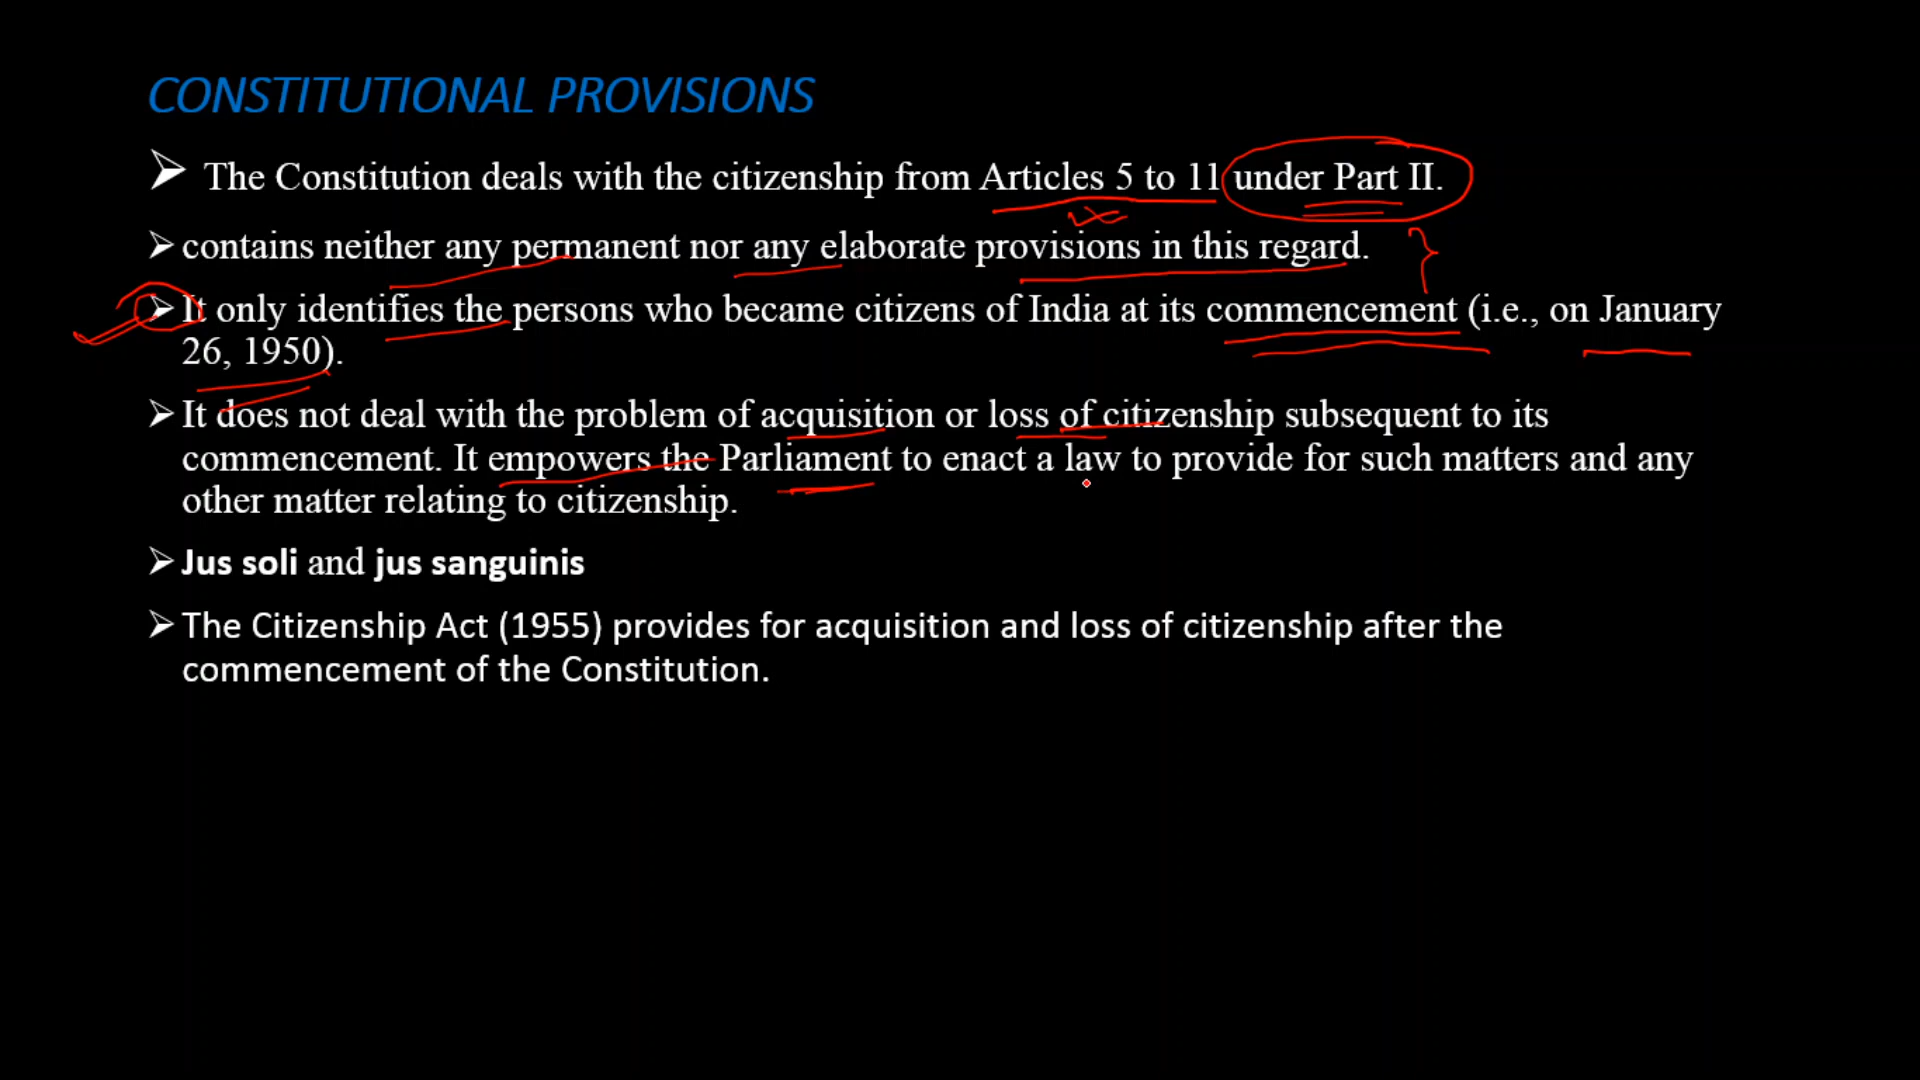 CONSTITUTIONAL PROVISIONS
The Constitution deals with the citizenship from Articles 5 to 11 under Part II.
contains neither any permanent nor any elaborate provisions in this regard.
It only identifies the persons who became citizens of India at its commencement (i.e., on January
26, 1950).
It does not deal with the problem of acquisition or loss of citizenship subsequent to its
commencement. It empowers the Parliament to enact a law to provide for such matters and any
other matter relating to citizenship.
Jus soli and jus sanguinis
The Citizenship Act (1955) provides for acquisition and loss of citizenship after the
commencement of the Constitution.